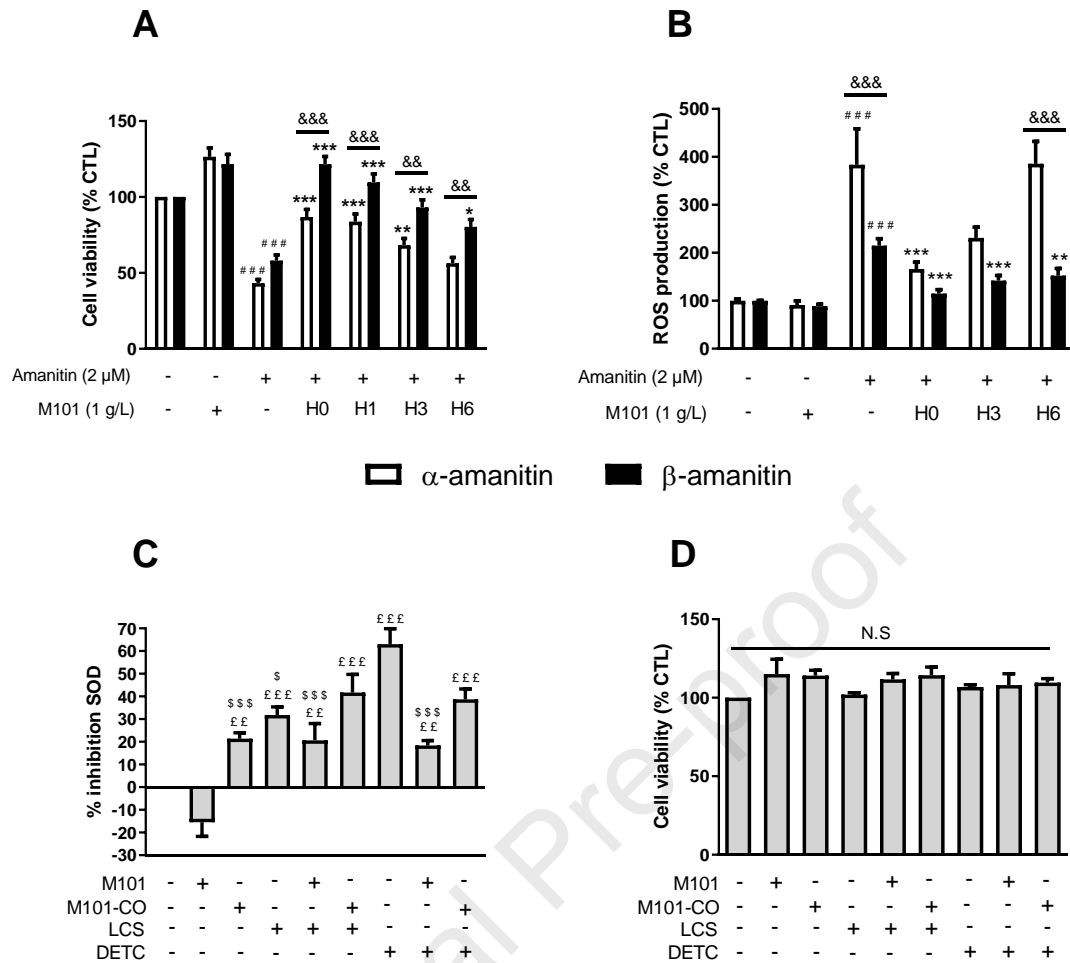 A
Cell viability (% CTL)
150
100
50
0
### ### *** &&& *** *** &&& *** ** && *** && *
Amanitin (2 µM) - - + + + + +
M101 (1 g/L) - + - H0 H1 H3 H6
B
ROS production (% CTL)
500
400
300
200
100
0
### &&& ### *** *** *** &&& **
Amanitin (2 µM) - - + + + +
M101 (1 g/L) - + - H0 H3 H6
α-amanitin β-amanitin
C
% inhibition SOD
70
60
50
40
30
20
10
0
-10
-20
-30
$$$ $ $$$ £££ £££ £££ $$$ £££
££ £££ ££ ££
M101 - + - - + - - + -
M101-CO - - + - - + - - +
LCS - - - + + + - - -
DETC - - - - - - + + +
D
Cell viability (% CTL)
150
100
50
0
N.S
M101 - + - - + - - + -
M101-CO - - + - - + - - +
LCS - - - + + + - - -
DETC - - - - - - + + +
al Pre-proof